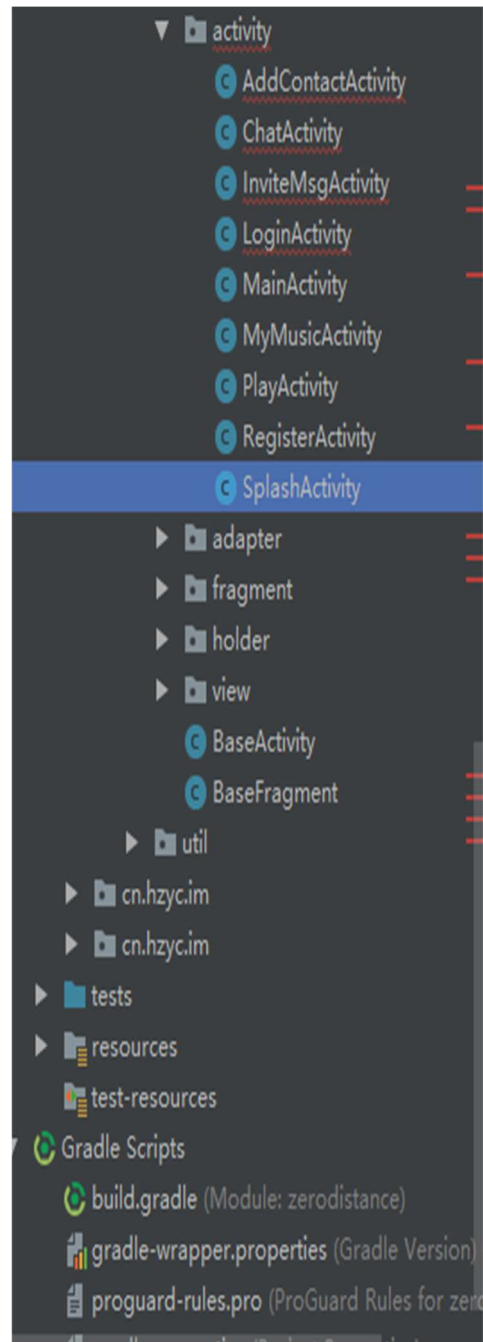 activity
AddContactActivity
ChatActivity
InviteMsgActivity
LoginActivity
MainActivity
MyMusicActivity
PlayActivity
RegisterActivity
SplashActivity
adapter
fragment
holder
view
BaseActivity
BaseFragment
util
cn.hzyc.im
cn.hzyc.im
tests
resources
test-resources
Gradle Scripts
build.gradle (Module: zerodistance)
gradle-wrapper.properties (Gradle Version)
proguard-rules.pro (ProGuard Rules for zero